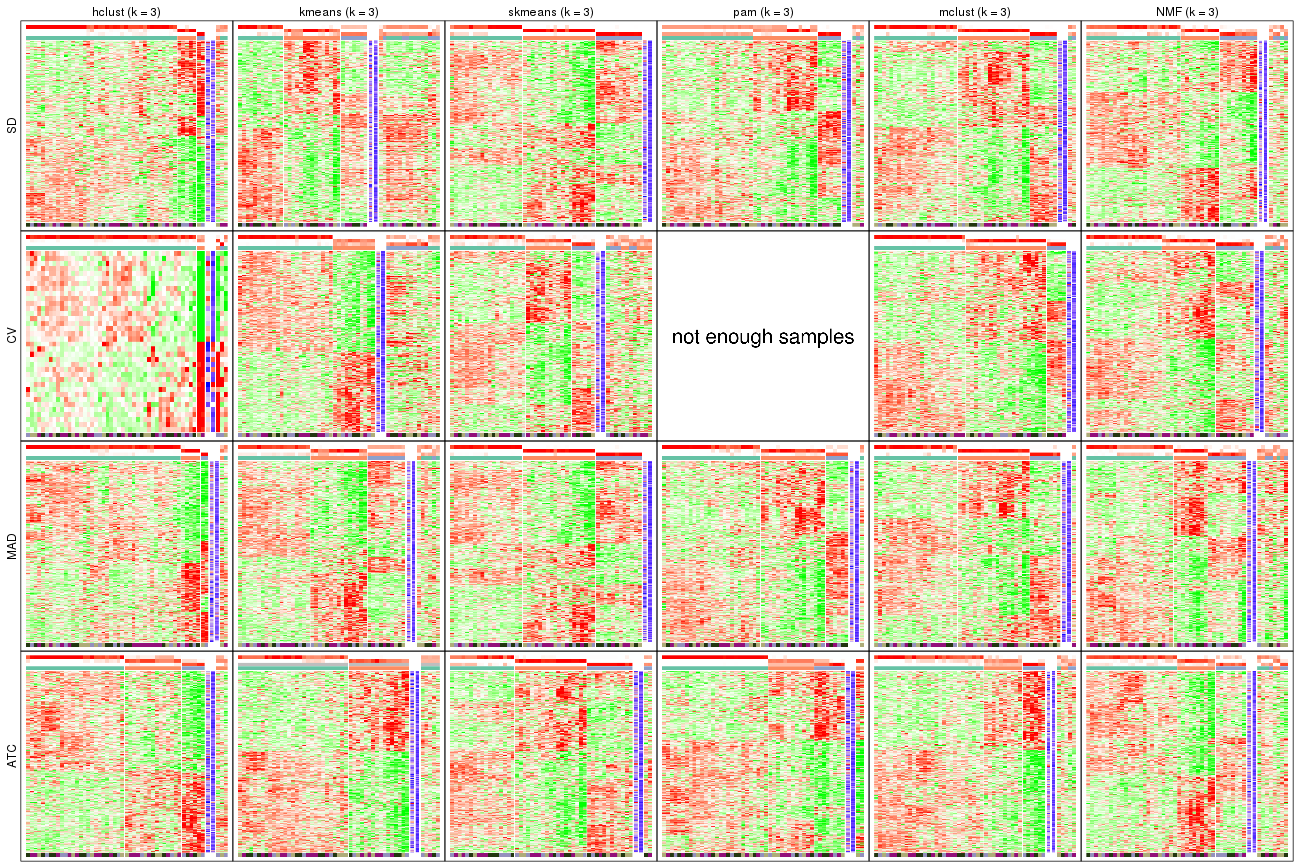 hclust (k = 3)
kmeans (k = 3)
skmeans (k = 3)
pam (k = 3)
mclust (k = 3)
NMF (k = 3)
SD
CV
not enough samples
MAD
ATC